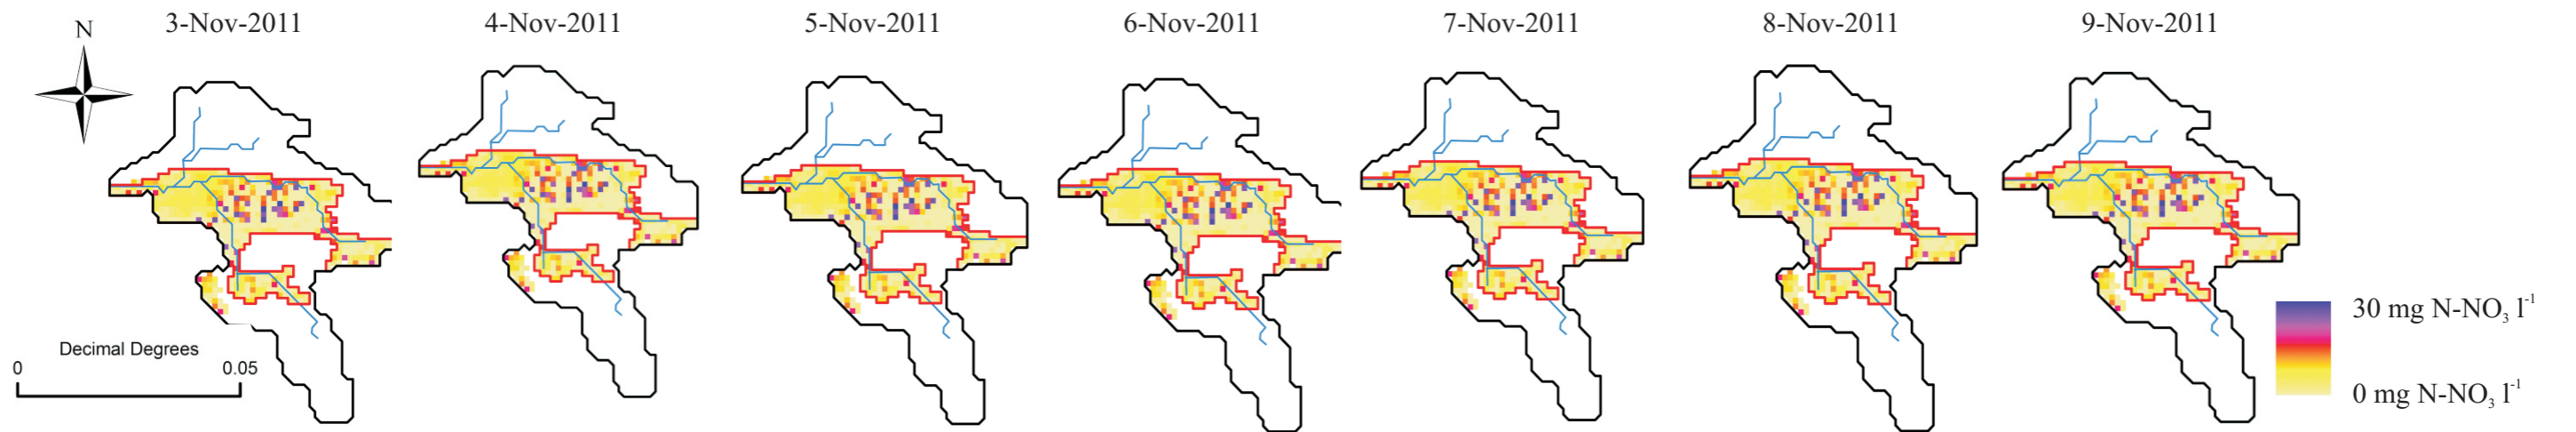 3-Nov-2011
4-Nov-2011
5-Nov-2011
6-Nov-2011
7-Nov-2011
8-Nov-2011
9-Nov-2011
N
30 mg N-NO₃ l⁻¹
0 mg N-NO₃ l⁻¹
Decimal Degrees
0 0.05